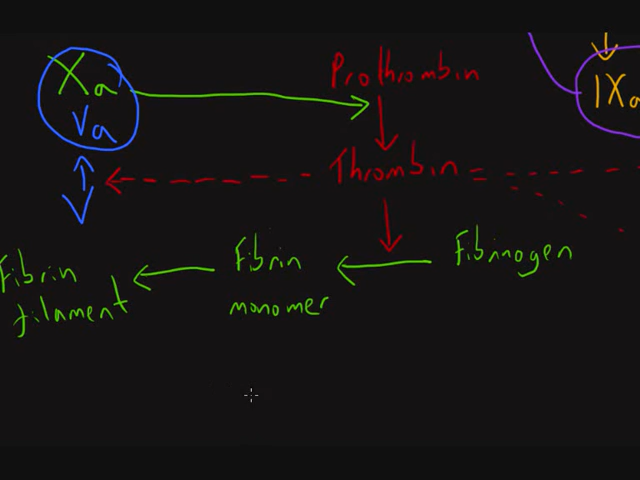 Xa
Va
Prothrombin
IXa
Thrombin
V
Fibrinogen
Fibrin
monomer
Fibrin
filament